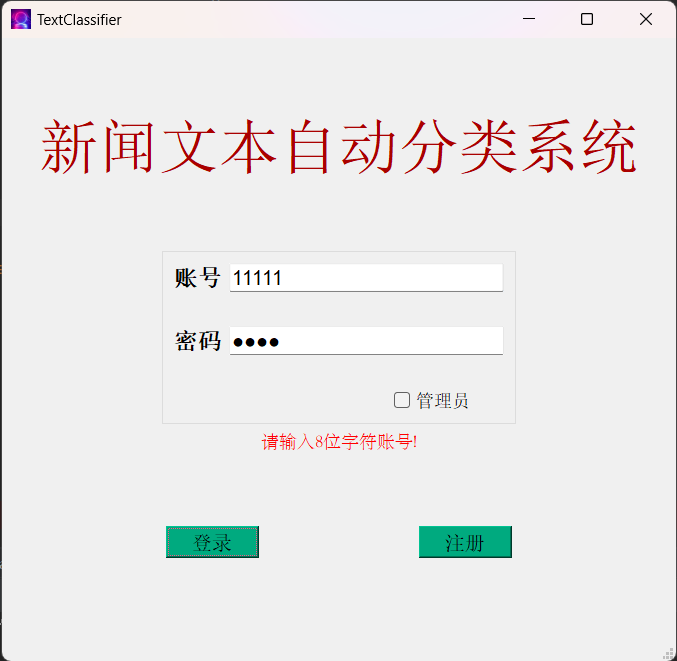 TextClassifier
新闻文本自动分类系统
账号 11111
密码 ●●●●
管理员
请输入8位字符账号!
登录 注册